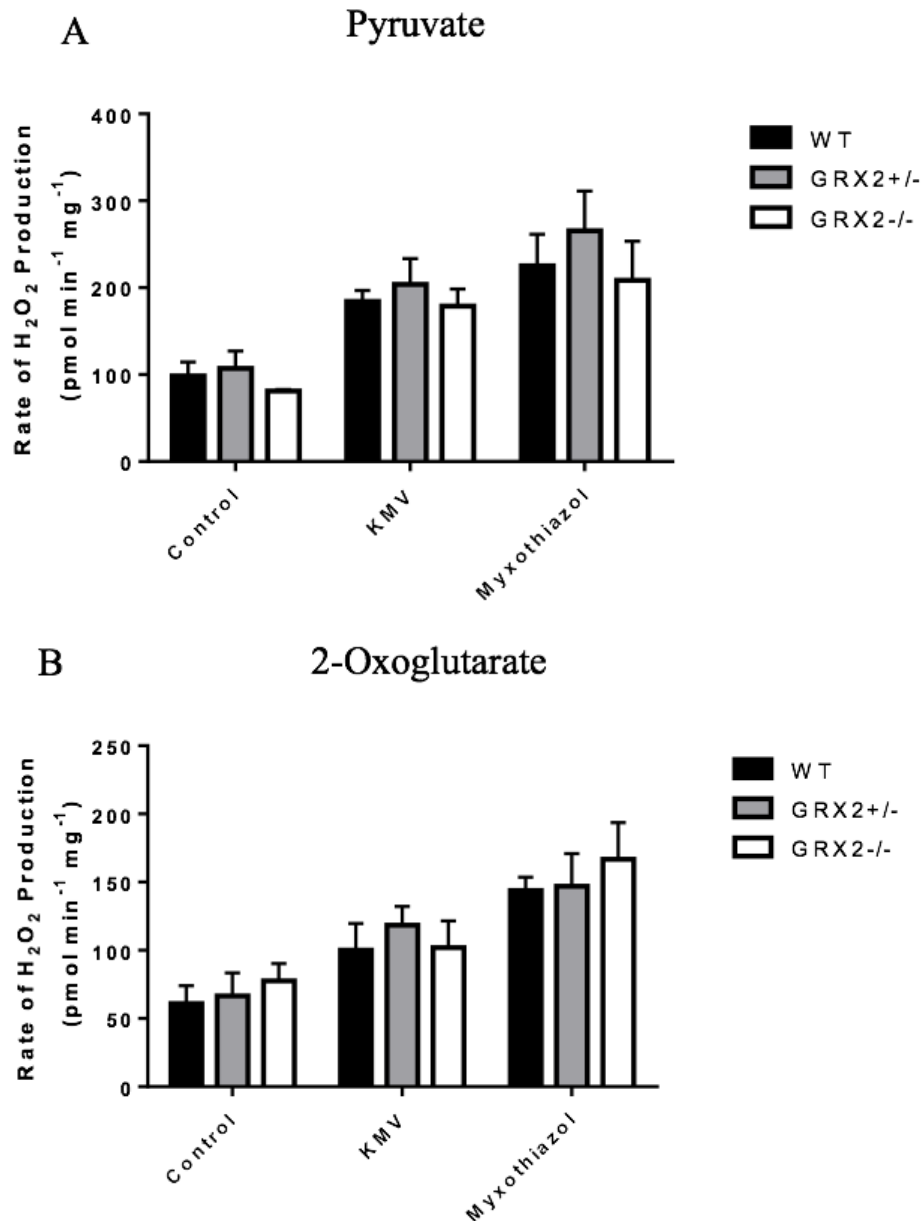 A
Pyruvate
Rate of H₂O₂ Production
(pmol min⁻¹ mg⁻¹)
400
300
200
100
0
Control
KMV
Myxothiazol
WT
GRX2+/-
GRX2-/-
B
2-Oxoglutarate
Rate of H₂O₂ Production
(pmol min⁻¹ mg⁻¹)
250
200
150
100
50
0
Control
KMV
Myxothiazol
WT
GRX2+/-
GRX2-/-